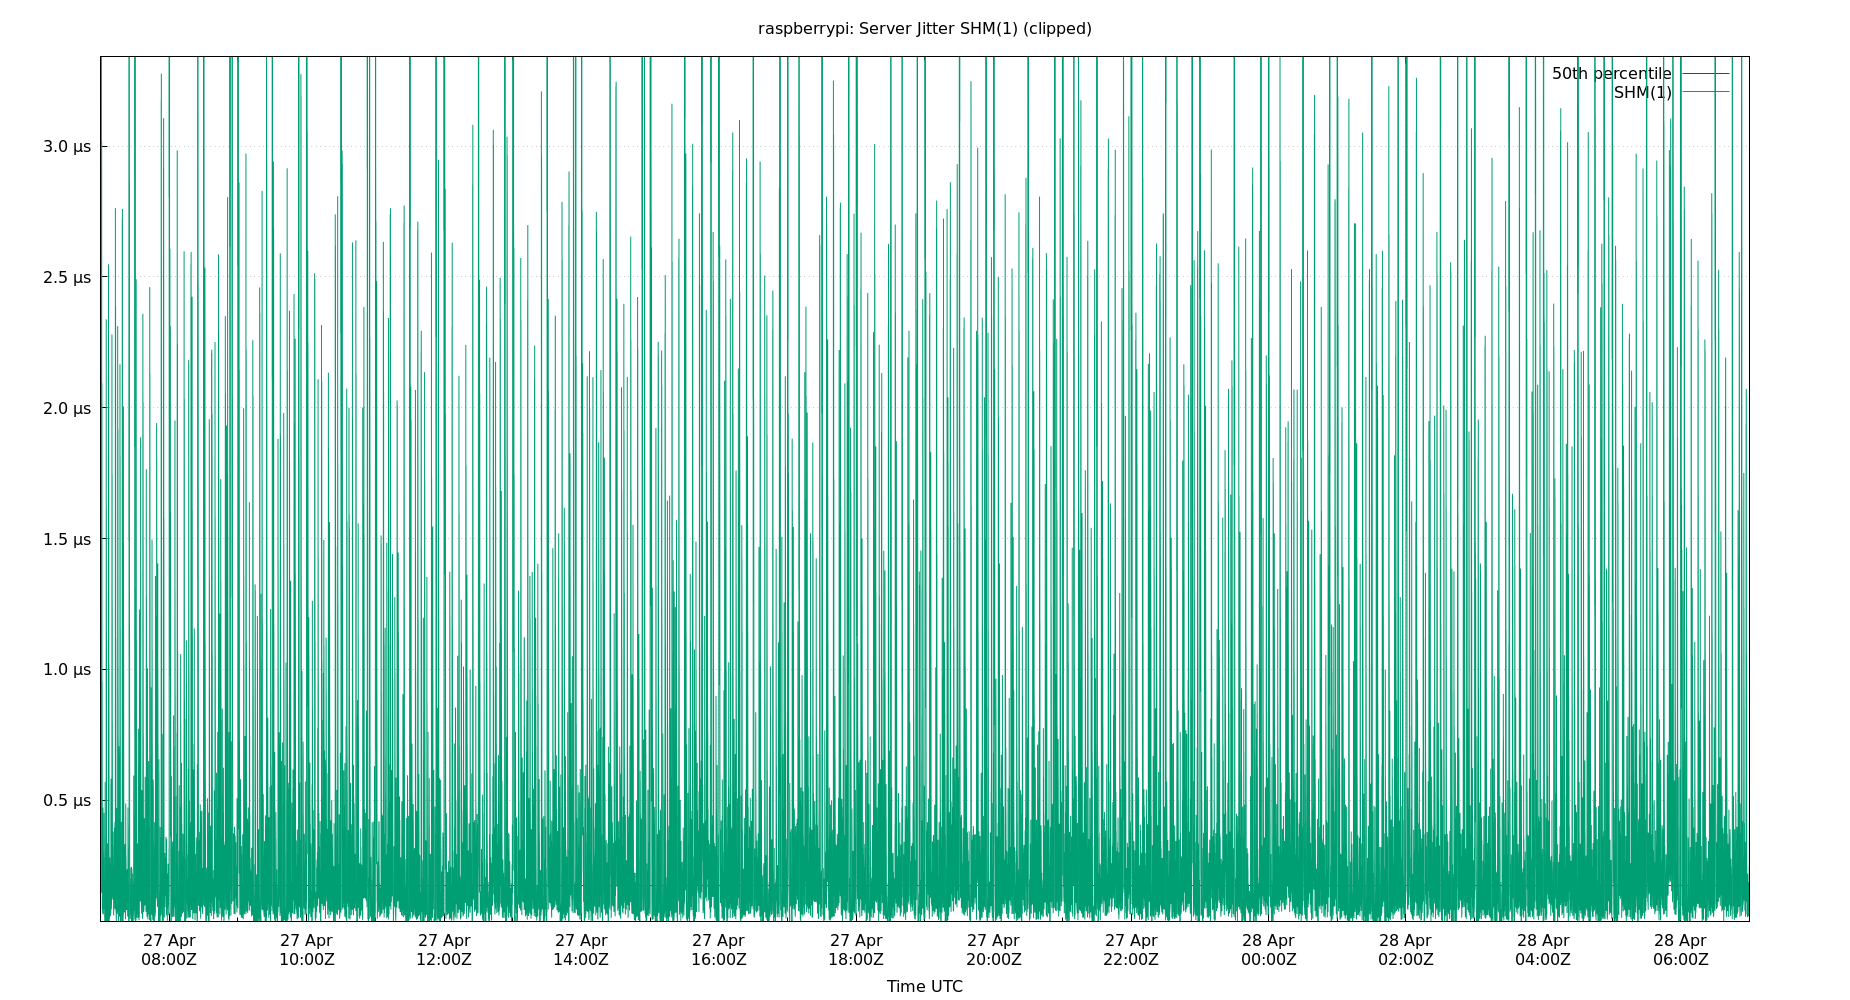 raspberrypi: Server Jitter SHM(1) (clipped)
50th percentile
SHM(1)
3.0 µs
2.5 µs
2.0 µs
1.5 µs
1.0 µs
0.5 µs
27 Apr 27 Apr 27 Apr 27 Apr 27 Apr 27 Apr 27 Apr 27 Apr 28 Apr 28 Apr 28 Apr 28 Apr
08:00Z 10:00Z 12:00Z 14:00Z 16:00Z 18:00Z 20:00Z 22:00Z 00:00Z 02:00Z 04:00Z 06:00Z
Time UTC